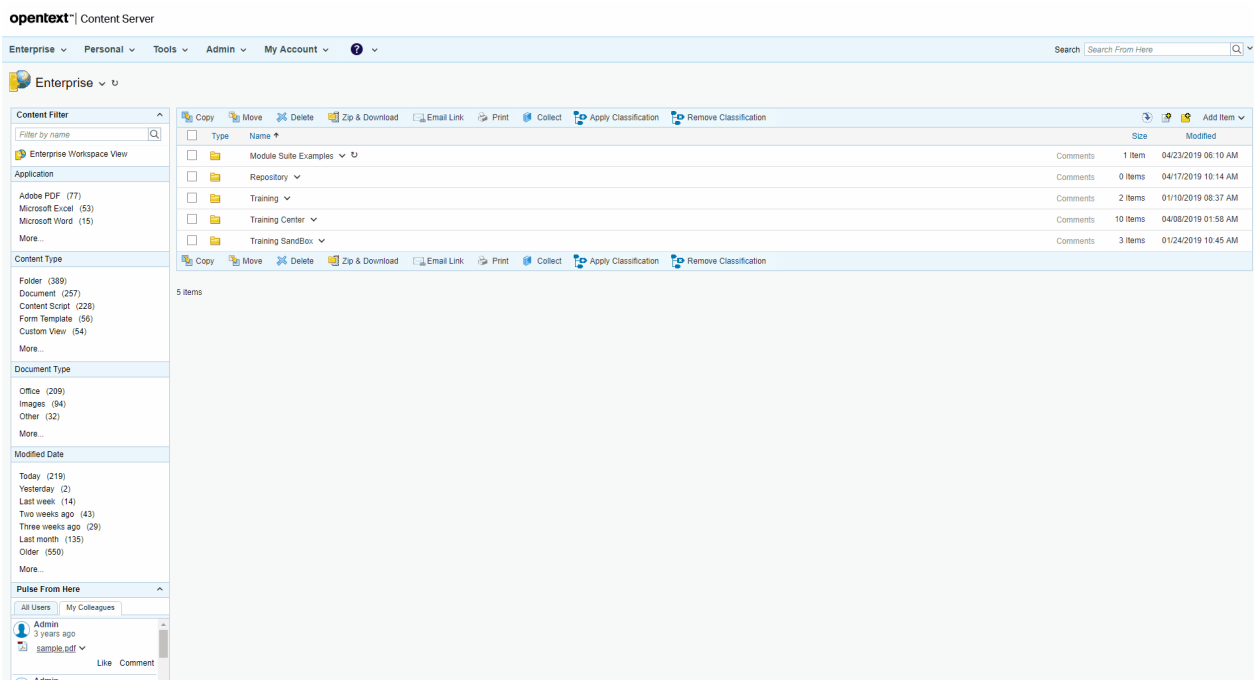 opentext™ | Content Server
Enterprise Personal Tools Admin My Account ?
Search Search From Here
Enterprise
Content Filter
Filter by name
Enterprise Workspace View
Application
Adobe PDF (77)
Microsoft Excel (53)
Microsoft Word (15)
More...
Content Type
Folder (389)
Document (257)
Content Script (228)
Form Template (56)
Custom View (54)
More...
Document Type
Office (209)
Images (94)
Other (32)
More...
Modified Date
Today (219)
Yesterday (2)
Last week (14)
Two weeks ago (43)
Three weeks ago (29)
Last month (135)
Older (550)
More...
Pulse From Here
All Users My Colleagues
Admin
3 years ago
sample.pdf
Like Comment
Admin
Copy Move Delete Zip & Download Email Link Print Collect Apply Classification Remove Classification Add Item
Type Name Size Modified
Module Suite Examples Comments 1 Item 04/23/2019 06:10 AM
Repository Comments 0 Items 04/17/2019 10:14 AM
Training Comments 2 Items 01/10/2019 08:37 AM
Training Center Comments 10 Items 04/08/2019 01:58 AM
Training SandBox Comments 3 Items 01/24/2019 10:45 AM
Copy Move Delete Zip & Download Email Link Print Collect Apply Classification Remove Classification
5 items